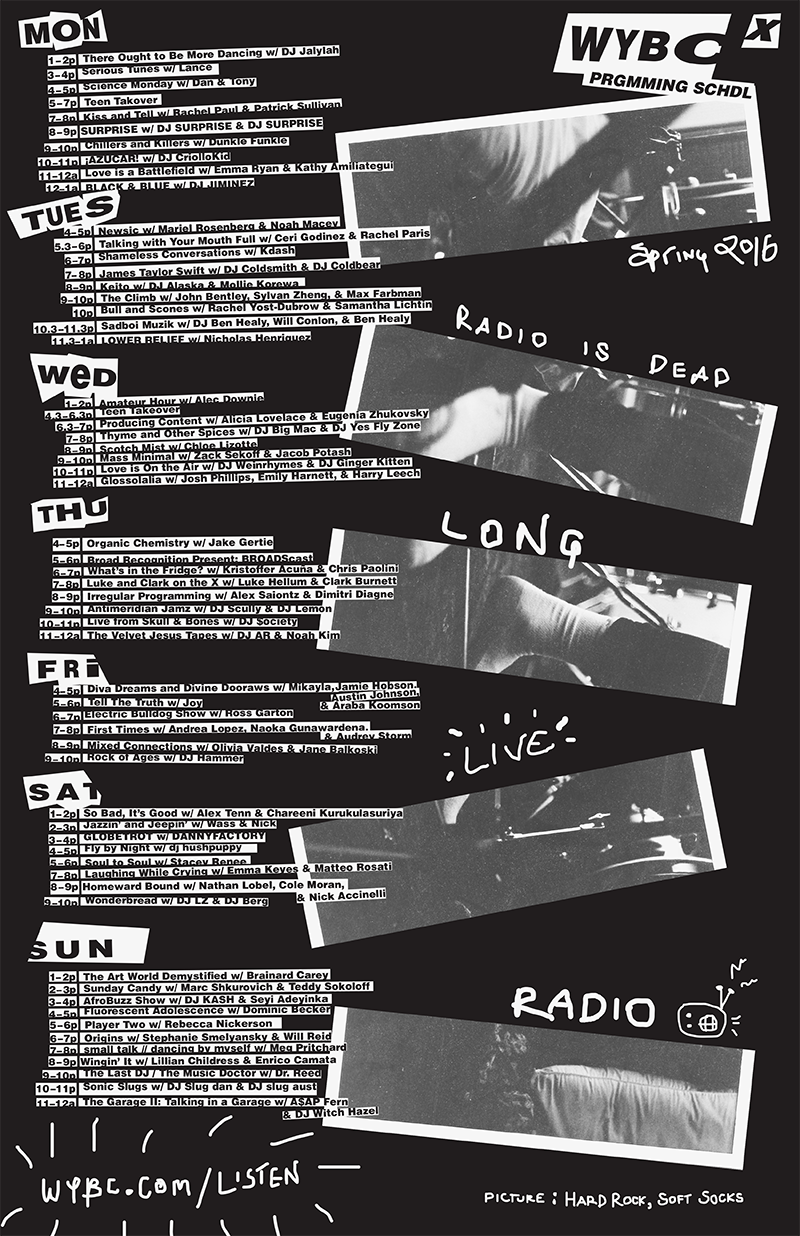 MON
1-2p There Ought to Be More Dancing w/ DJ Jalylah
3-4p Serious Tunes w/ Lance
4-5p Science Monday w/ Dan & Tony
5-7p Teen Takover
7-8p Kiss and Tell w/ Rachel Paul & Patrick Sullivan
8-9p SURPRISE w/ DJ SURPRISE & DJ SURPRISE
9-10p Chillers and Killers w/ Dunkle Funkle
10-11p ¡AZUCAR! w/ DJ CriolloKid
11-12a Love is a Battlefield w/ Emma Ryan & Kathy Amiliategui
12-1a BLACK & BLUE w/ DJ JIMINEZ
TUES
4-5p Newsic w/ Mariel Rosenberg & Noah Macey
5.3-6p Talking with Your Mouth Full w/ Ceri Godinez & Rachel Paris
6-7p Shameless Conversations w/ Kdash
7-8p James Taylor Swift w/ DJ Coldsmith & DJ Coldbear
8-9p Keito w/ DJ Alaska & Mollie Korewa
9-10p The Climb w/ John Bentley, Sylvan Zheng, & Max Farbman
10p Bull and Scones w/ Rachel Yost-Dubrow & Samantha Lichtin
10.3-11.3p Sadboi Muzik w/ DJ Ben Healy, Will Conlon, & Ben Healy
11.3-1a LOWER RELIEF w/ Nicholas Henriquez
WeD
1-2p Amateur Hour w/ Alec Downie
4.3-6.3p Teen Takeover
6.3-7p Producing Content w/ Alicia Lovelace & Eugenia Zhukovsky
7-8p Thyme and Other Spices w/ DJ Big Mac & DJ Yes Fly Zone
8-9p Scotch Mist w/ Chloe Lizotte
9-10p Mass Minimal w/ Zack Sekoff & Jacob Potash
10-11p Love is On the Air w/ DJ Weinrhymes & DJ Ginger Kitten
11-12a Glossolalia w/ Josh Phillips, Emily Harnett, & Harry Leech
THU
4-5p Organic Chemistry w/ Jake Gertie
5-6p Broad Recognition Present: BROADScast
6-7p What's in the Fridge? w/ Kristoffer Acuña & Chris Paolini
7-8p Luke and Clark on the X w/ Luke Hellum & Clark Burnett
8-9p Irregular Programming w/ Alex Saiontz & Dimitri Diagne
9-10p Antimeridian Jamz w/ DJ Scully & DJ Lemon
10-11p Live from Skull & Bones w/ DJ $ociety
11-12a The Velvet Jesus Tapes w/ DJ AR & Noah Kim
FRi
4-5p Diva Dreams and Divine Dooraws w/ Mikayla,Jamie Hobson.
Austin Johnson.
& Araba Koomson
5-6p Tell The Truth w/ Joy
6-7p Electric Bulldog Show w/ Ross Garton
7-8p First Times w/ Andrea Lopez, Naoka Gunawardena.
& Audrey Storm
8-9p Mixed Connections w/ Olivia Valdes & Jane Balkoski
9-10p Rock of Ages w/ DJ Hammer
SAT
1-2p So Bad, It's Good w/ Alex Tenn & Chareeni Kurukulasuriya
2-3p Jazzin' and Jeepin' w/ Wass & Nick
3-4p GLOBETROT w/ DANNYFACTORY
4-5p Fly by Night w/ dj hushpuppy
5-6p Soul to Soul w/ Stacey Renee
7-8p Laughing While Crying w/ Emma Keyes & Matteo Rosati
8-9p Homeward Bound w/ Nathan Lobel, Cole Moran,
& Nick Accinelli
9-10p Wonderbread w/ DJ LZ & DJ Berg
SUN
1-2p The Art World Demystified w/ Brainard Carey
2-3p Sunday Candy w/ Marc Shkurovich & Teddy Sokoloff
3-4p AfroBuzz Show w/ DJ KASH & Seyi Adeyinka
4-5p Fluorescent Adolescence w/ Dominic Becker
5-6p Player Two w/ Rebecca Nickerson
6-7p Origins w/ Stephanie Smelyansky & Will Reid
7-8p small talk // dancing by myself w/ Meg Pritchard
8-9p Wingin' It w/ Lillian Childress & Enrico Camata
9-10p The Last DJ / The Music Doctor w/ Dr. Reed
10-11p Sonic Slugs w/ DJ Slug dan & DJ slug aust
11-12a The Garage II: Talking in a Garage w/ A$AP Fern
& DJ Witch Hazel
WYBC.COM/LISTEN
WYBC X
PRGMMING SCHDL
Spring 2016
RADIO IS DEAD
LONG
LIVE
RADIO
PICTURE: HARD ROCK, SOFT SOCKS